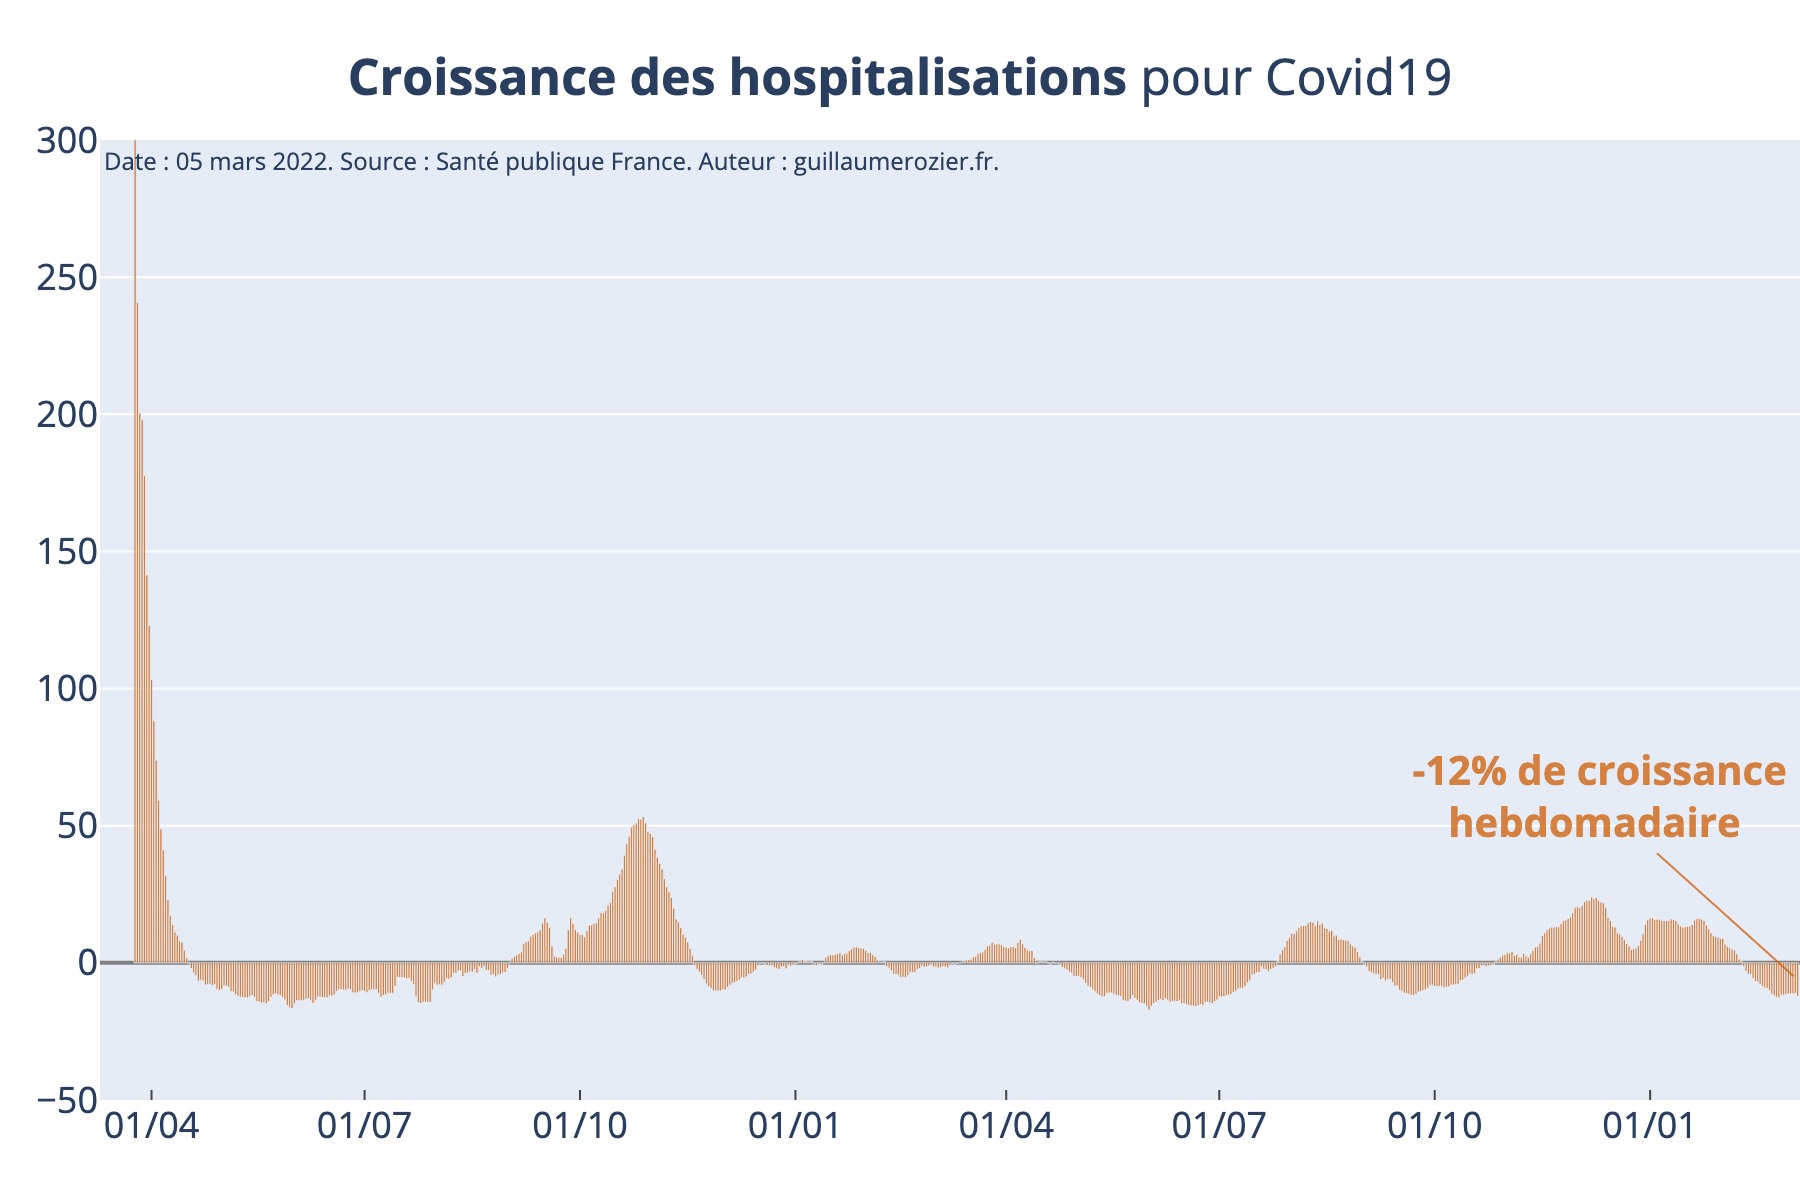 Croissance des hospitalisations pour Covid19
300
Date : 05 mars 2022. Source : Santé publique France. Auteur : guillaumerozier.fr.
250
200
150
100
-12% de croissance
hebdomadaire
50
0
−50
01/04 01/07 01/10 01/01 01/04 01/07 01/10 01/01